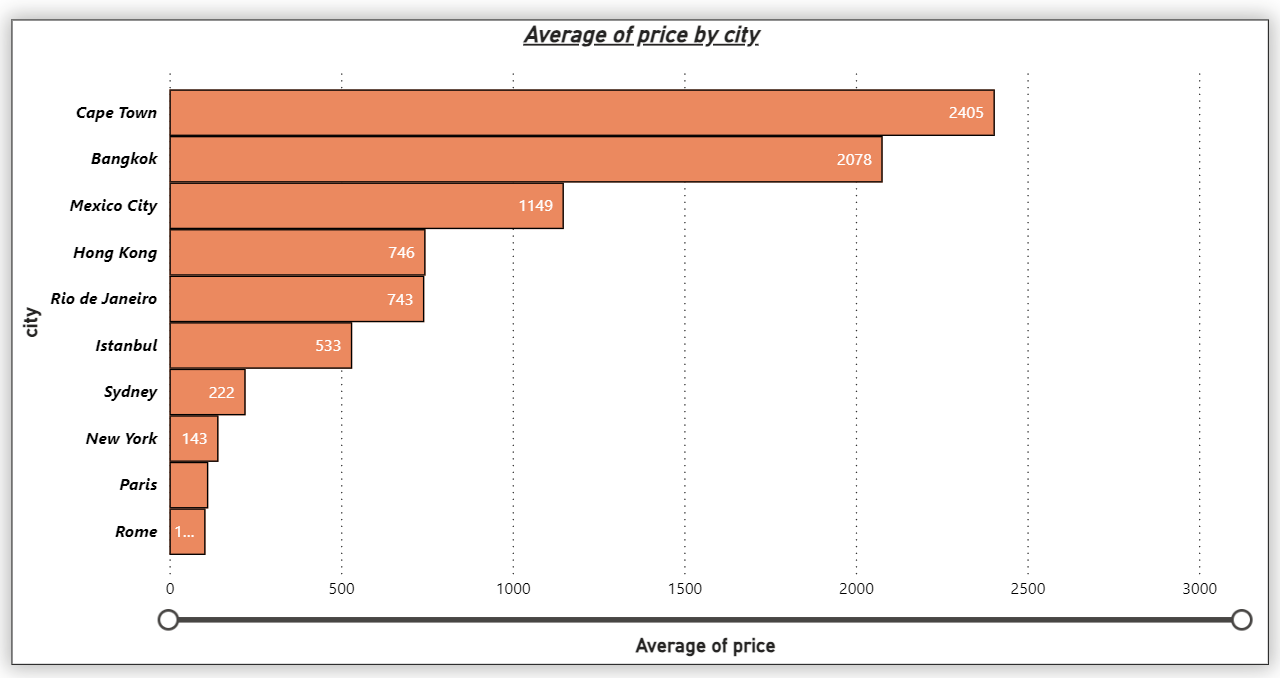 Average of price by city
Cape Town 2405
Bangkok 2078
Mexico City 1149
Hong Kong 746
Rio de Janeiro 743
Istanbul 533
Sydney 222
New York 143
Paris
Rome 1...
city
0 500 1000 1500 2000 2500 3000
Average of price